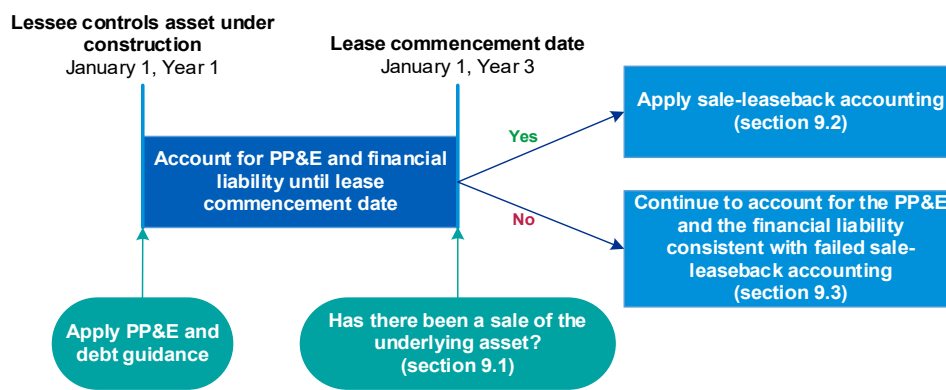 Lessee controls asset under
construction
January 1, Year 1
Lease commencement date
January 1, Year 3
Account for PP&E and financial
liability until lease
commencement date
Yes
No
Apply sale-leaseback accounting
(section 9.2)
Continue to account for the PP&E
and the financial liability
consistent with failed sale-
leaseback accounting
(section 9.3)
Apply PP&E and
debt guidance
Has there been a sale of the
underlying asset?
(section 9.1)